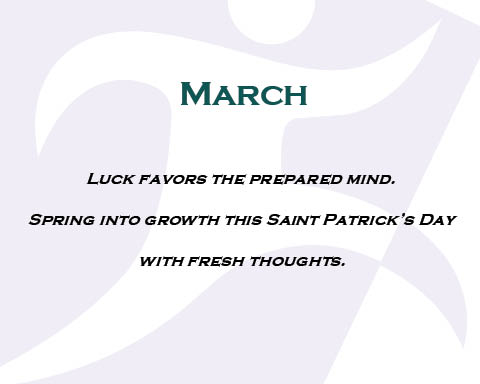 March
Luck favors the prepared mind.
Spring into growth this Saint Patrick's Day
with fresh thoughts.